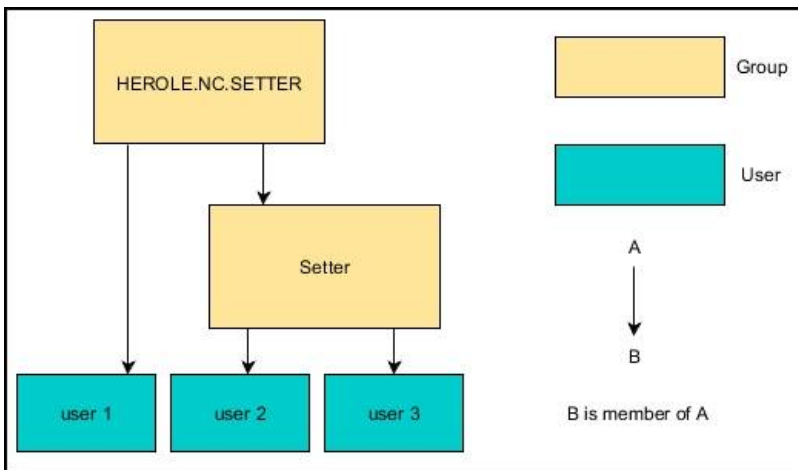 HEROLE.NC.SETTER
Group
User
Setter
A
B
user 1
user 2
user 3
B is member of A